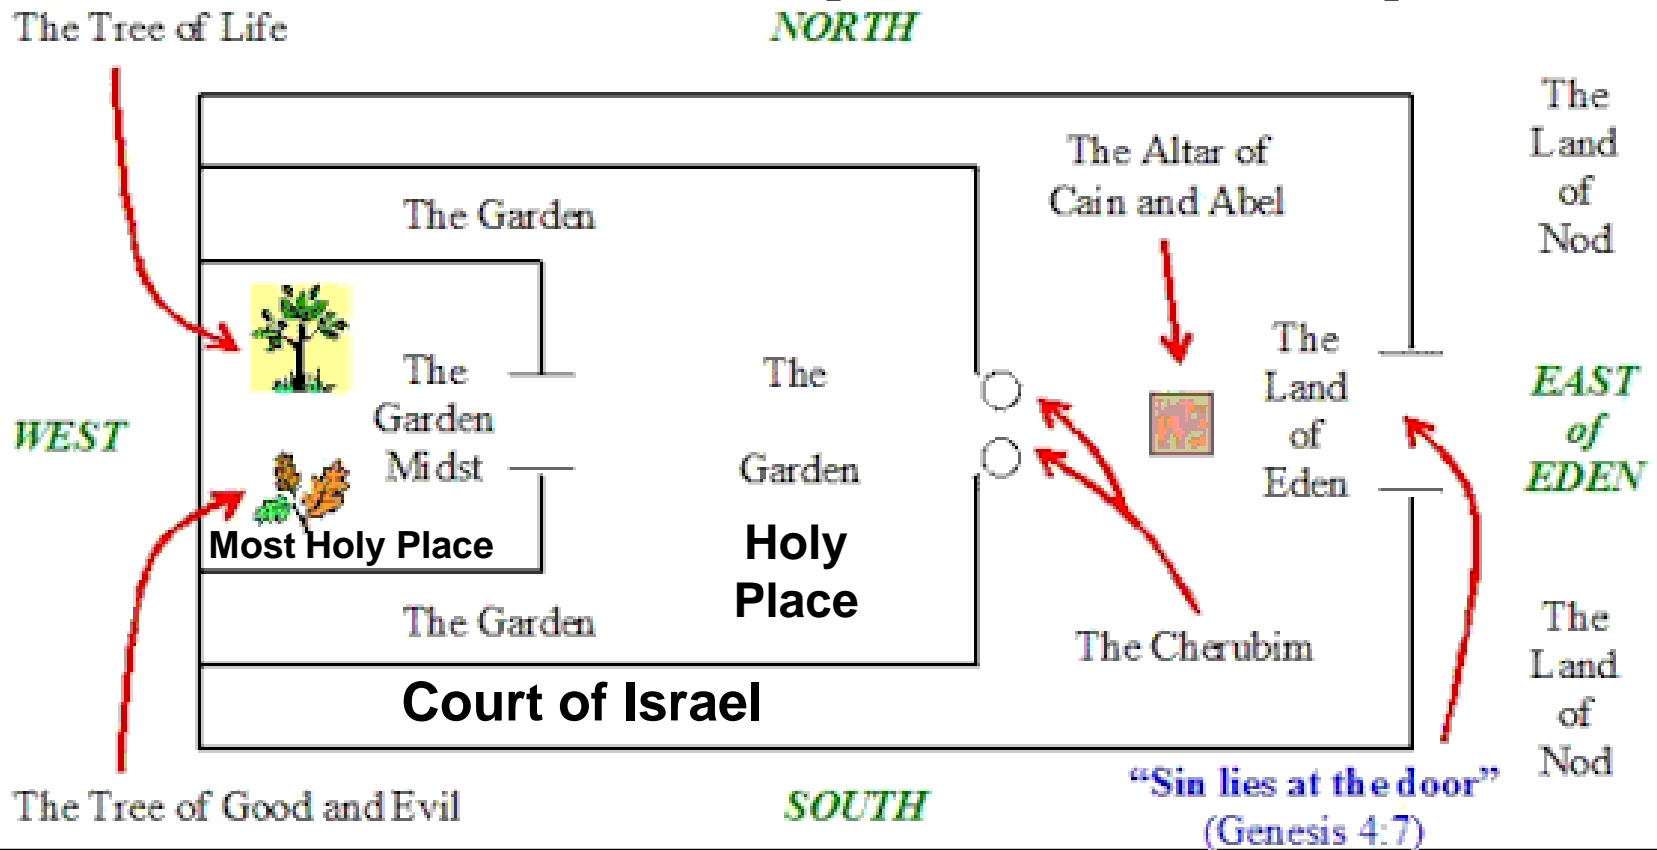 The Tree of Life
NORTH
The
Land
of
Nod
The Altar of
Cain and Abel
The Garden
The
Garden
Midst
The
Garden
The
Land
of
Eden
WEST
EAST
of
EDEN
Most Holy Place
Holy
Place
The Garden
The Cherubim
Court of Israel
The
Land
of
Nod
The Tree of Good and Evil
SOUTH
“Sin lies at the door”
(Genesis 4:7)